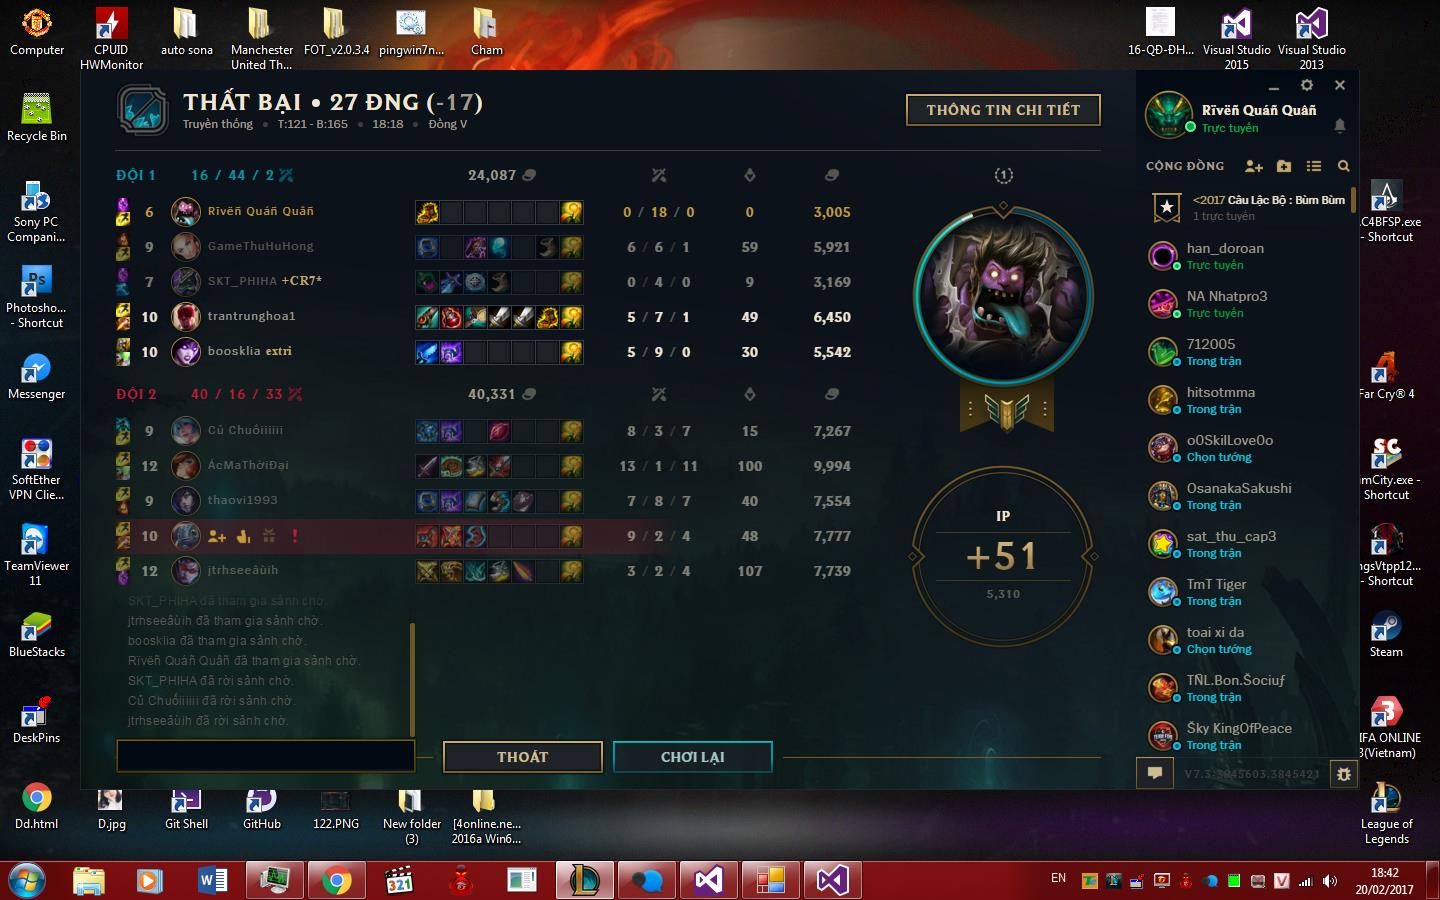 Computer
CPUID
HWMonitor
auto sona
Manchester
United Th...
FOT_v2.0.3.4
pingwin7n...
Cham
16-QĐ-ĐH...
Visual Studio
2015
Visual Studio
2013
Recycle Bin
Sony PC
Compani...
Photosho...
- Shortcut
Messenger
SoftEther
VPN Clie...
TeamViewer
11
BlueStacks
DeskPins
Dd.html
D.jpg
Git Shell
GitHub
122.PNG
New folder
(3)
[4online.ne...
2016a Win6...
THẤT BẠI • 27 ĐNG (-17)
Truyền thống • T:121 - B:165 • 18:18 • Đồng V
THÔNG TIN CHI TIẾT
ĐỘI 1 16 / 44 / 2 24,087
6 Rĩvëñ Quáñ Quâñ 0 / 18 / 0 0 3,005
9 GameThuHuHong 6 / 6 / 1 59 5,921
7 SKT_PHIHA +CR7* 0 / 4 / 0 9 3,169
10 trantrunghoa1 5 / 7 / 1 49 6,450
10 boosklia extri 5 / 9 / 0 30 5,542
ĐỘI 2 40 / 16 / 33 40,331
9 Củ Chuốiiiiii 8 / 3 / 7 15 7,267
12 ÁcMaThờiĐại 13 / 1 / 11 100 9,994
9 thaovi1993 7 / 8 / 7 40 7,554
10 9 / 2 / 4 48 7,777
12 jtrhseeâùih 3 / 2 / 4 107 7,739
SKT_PHIHA đã tham gia sảnh chờ.
jtrhseeâùih đã tham gia sảnh chờ.
boosklia đã tham gia sảnh chờ.
Rĩvëñ Quáñ Quâñ đã tham gia sảnh chờ.
SKT_PHIHA đã rời sảnh chờ.
Củ Chuốiiiiii đã rời sảnh chờ.
jtrhseeâùih đã rời sảnh chờ.
THOÁT
CHƠI LẠI
1
IP
+51
5,310
Rĩvëñ Quáñ Quâñ
Trực tuyến
CỘNG ĐỒNG
<2017 Câu Lạc Bộ : Bùm Bùm
1 trực tuyến
han_doroan
Trực tuyến
NA Nhatpro3
Trực tuyến
712005
Trong trận
hitsotmma
Trong trận
o0SkilLove0o
Chọn tướng
OsanakaSakushi
Trong trận
sat_thu_cap3
Trong trận
TmT Tiger
Trong trận
toai xi da
Chọn tướng
TÑL.Bon.Šociuƒ
Trong trận
Šky KingOfPeace
Trong trận
V7.3.3845603.3845421
.C4BFSP.exe
- Shortcut
Far Cry® 4
imCity.exe -
Shortcut
ngsVtpp12...
- Shortcut
Steam
IFA ONLINE
3(Vietnam)
League of
Legends
EN
18:42
20/02/2017